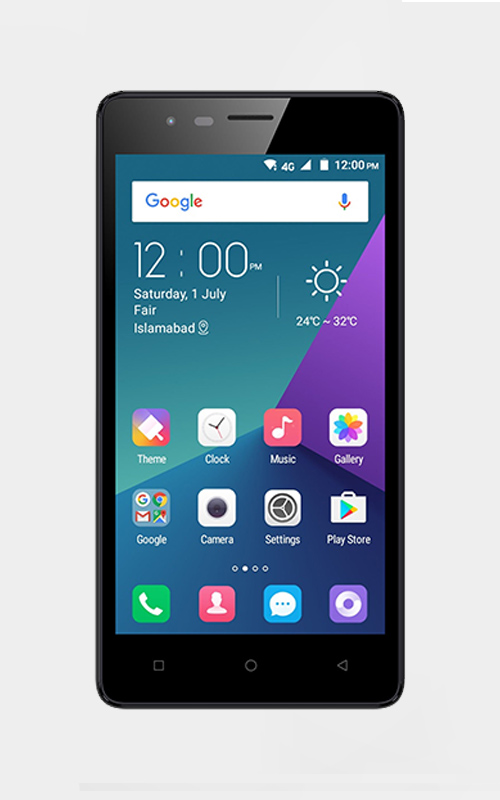 4G 12:00 PM
Google
12 : 00 PM
Saturday, 1 July
Fair
Islamabad
24℃ ~ 32℃
Theme Clock Music Gallery
Google Camera Settings Play Store